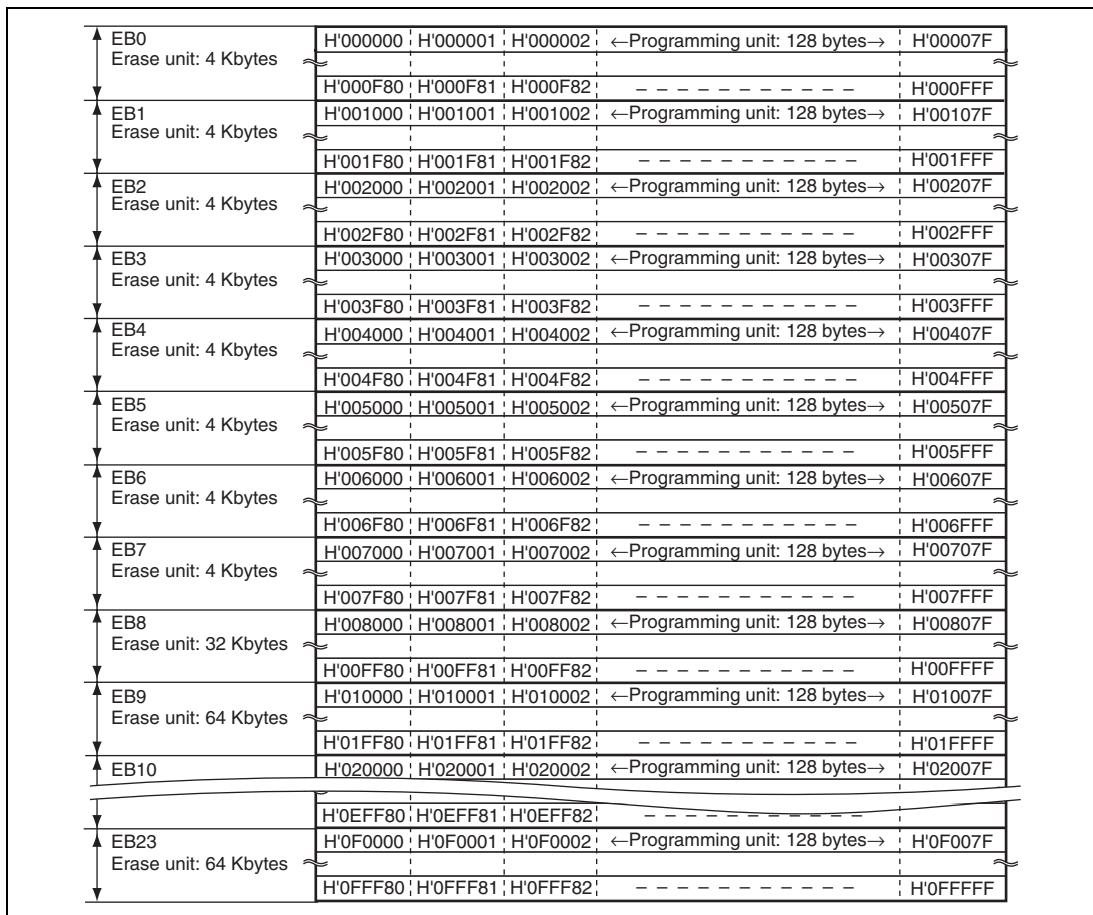 EB0 H'000000 H'000001 H'000002 ←Programming unit: 128 bytes→ H'00007F
Erase unit: 4 Kbytes
H'000F80 H'000F81 H'000F82 – – – – – – – – – – – H'000FFF
EB1 H'001000 H'001001 H'001002 ←Programming unit: 128 bytes→ H'00107F
Erase unit: 4 Kbytes
H'001F80 H'001F81 H'001F82 – – – – – – – – – – – H'001FFF
EB2 H'002000 H'002001 H'002002 ←Programming unit: 128 bytes→ H'00207F
Erase unit: 4 Kbytes
H'002F80 H'002F81 H'002F82 – – – – – – – – – – – H'002FFF
EB3 H'003000 H'003001 H'003002 ←Programming unit: 128 bytes→ H'00307F
Erase unit: 4 Kbytes
H'003F80 H'003F81 H'003F82 – – – – – – – – – – – H'003FFF
EB4 H'004000 H'004001 H'004002 ←Programming unit: 128 bytes→ H'00407F
Erase unit: 4 Kbytes
H'004F80 H'004F81 H'004F82 – – – – – – – – – – – H'004FFF
EB5 H'005000 H'005001 H'005002 ←Programming unit: 128 bytes→ H'00507F
Erase unit: 4 Kbytes
H'005F80 H'005F81 H'005F82 – – – – – – – – – – – H'005FFF
EB6 H'006000 H'006001 H'006002 ←Programming unit: 128 bytes→ H'00607F
Erase unit: 4 Kbytes
H'006F80 H'006F81 H'006F82 – – – – – – – – – – – H'006FFF
EB7 H'007000 H'007001 H'007002 ←Programming unit: 128 bytes→ H'00707F
Erase unit: 4 Kbytes
H'007F80 H'007F81 H'007F82 – – – – – – – – – – – H'007FFF
EB8 H'008000 H'008001 H'008002 ←Programming unit: 128 bytes→ H'00807F
Erase unit: 32 Kbytes
H'00FF80 H'00FF81 H'00FF82 – – – – – – – – – – – H'00FFFF
EB9 H'010000 H'010001 H'010002 ←Programming unit: 128 bytes→ H'01007F
Erase unit: 64 Kbytes
H'01FF80 H'01FF81 H'01FF82 – – – – – – – – – – – H'01FFFF
EB10 H'020000 H'020001 H'020002 ←Programming unit: 128 bytes→ H'02007F
H'0EFF80 H'0EFF81 H'0EFF82 – – – – – – – – – – –
EB23 H'0F0000 H'0F0001 H'0F0002 ←Programming unit: 128 bytes→ H'0F007F
Erase unit: 64 Kbytes
H'0FFF80 H'0FFF81 H'0FFF82 – – – – – – – – – – – H'0FFFFF